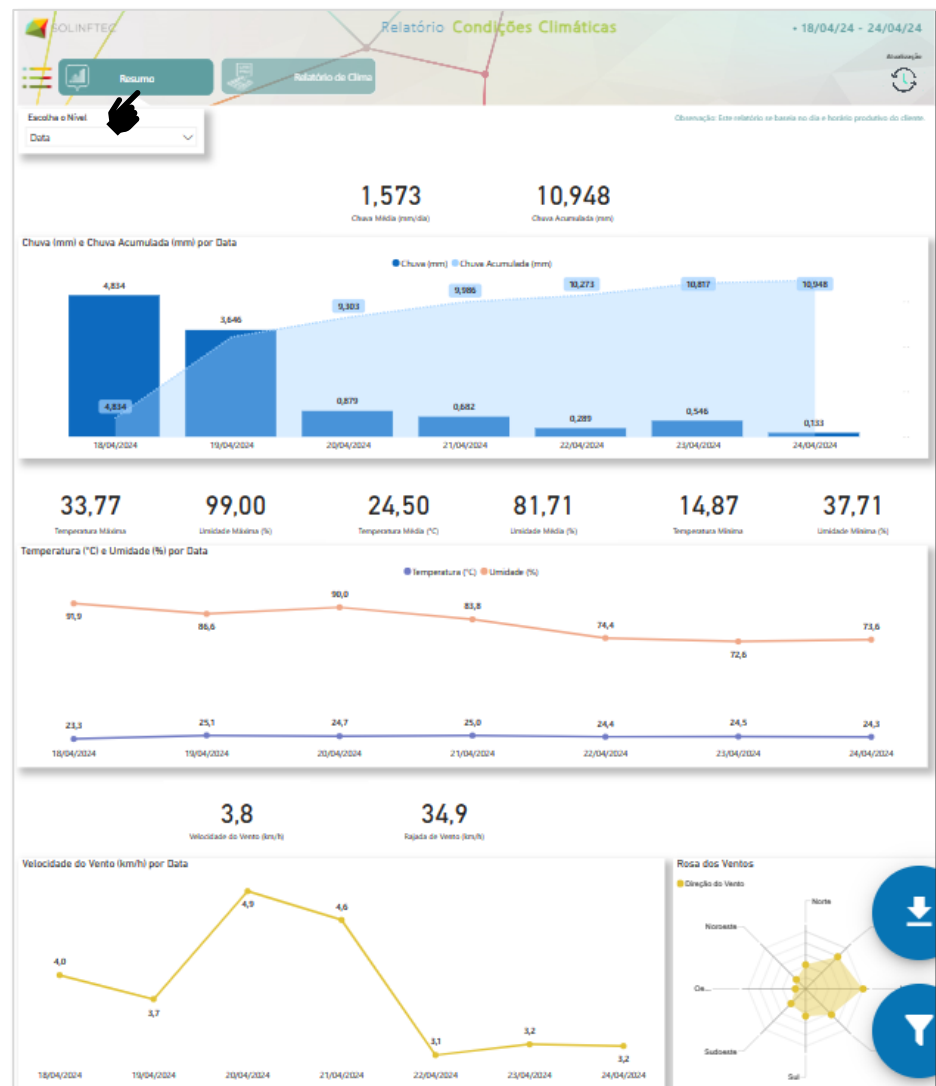 SOLINFTEC
Relatório Condições Climáticas
- 18/04/24 - 24/04/24
Atualização
Resumo
Relatório de Clima
Escolha o Nível
Data
Observação: Este relatório se baseia no dia e horário produtivo do cliente.
1,573
Chuva Média (mm/dia)
10,948
Chuva Acumulada (mm)
Chuva (mm) e Chuva Acumulada (mm) por Data
Chuva (mm) Chuva Acumulada (mm)
4,834
3,646
0,879
0,682
0,289
0,546
0,133
4,834
9,303
9,986
10,273
10,817
10,948
18/04/2024
19/04/2024
20/04/2024
21/04/2024
22/04/2024
23/04/2024
24/04/2024
33,77
Temperatura Máxima
99,00
Umidade Máxima (%)
24,50
Temperatura Média (°C)
81,71
Umidade Média (%)
14,87
Temperatura Mínima
37,71
Umidade Mínima (%)
Temperatura (°C) e Umidade (%) por Data
Temperatura (°C) Umidade (%)
91,9
86,6
90,0
83,8
74,4
72,6
73,6
23,3
25,1
24,7
25,0
24,4
24,5
24,3
18/04/2024
19/04/2024
20/04/2024
21/04/2024
22/04/2024
23/04/2024
24/04/2024
3,8
Velocidade do Vento (km/h)
34,9
Rajada de Vento (km/h)
Velocidade do Vento (km/h) por Data
4,0
3,7
4,9
4,6
3,1
3,2
3,2
18/04/2024
19/04/2024
20/04/2024
21/04/2024
22/04/2024
23/04/2024
24/04/2024
Rosa dos Ventos
Direção do Vento
Norte
Noroeste
Oe...
Sudoeste
Sul